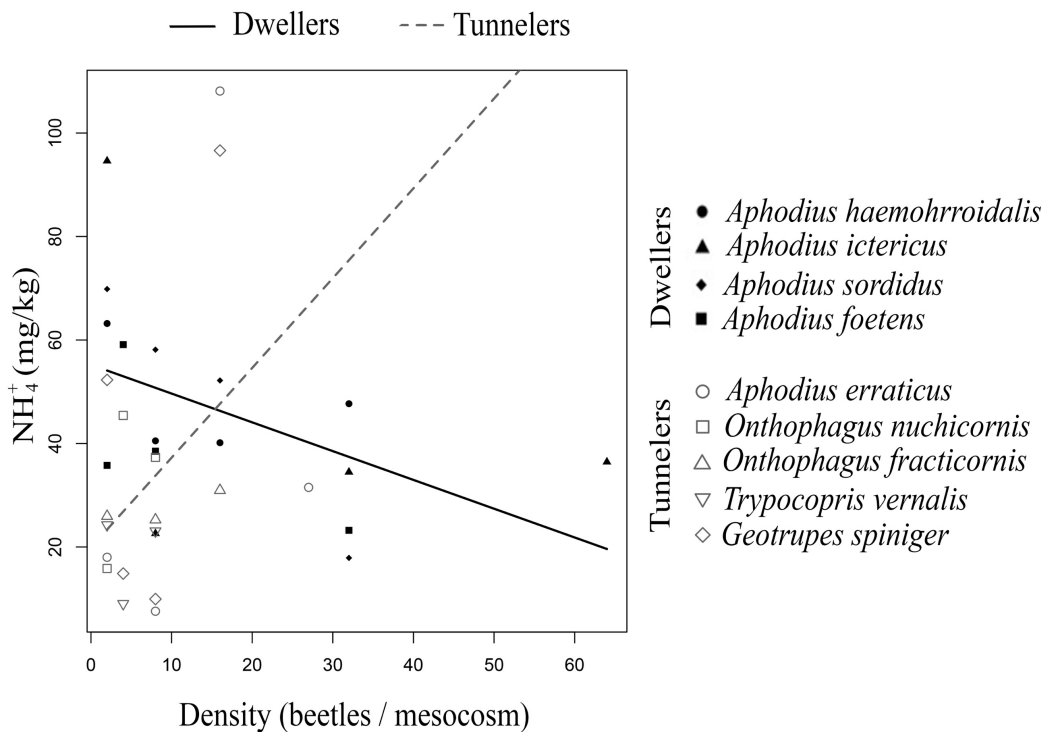 Dwellers Tunnelers
100
80
60
40
20
NH4+ (mg/kg)
0 10 20 30 40 50 60
Density (beetles / mesocosm)
Dwellers
Aphodius haemohrroidalis
Aphodius ictericus
Aphodius sordidus
Aphodius foetens
Tunnelers
Aphodius erraticus
Onthophagus nuchicornis
Onthophagus fracticornis
Trypocopris vernalis
Geotrupes spiniger